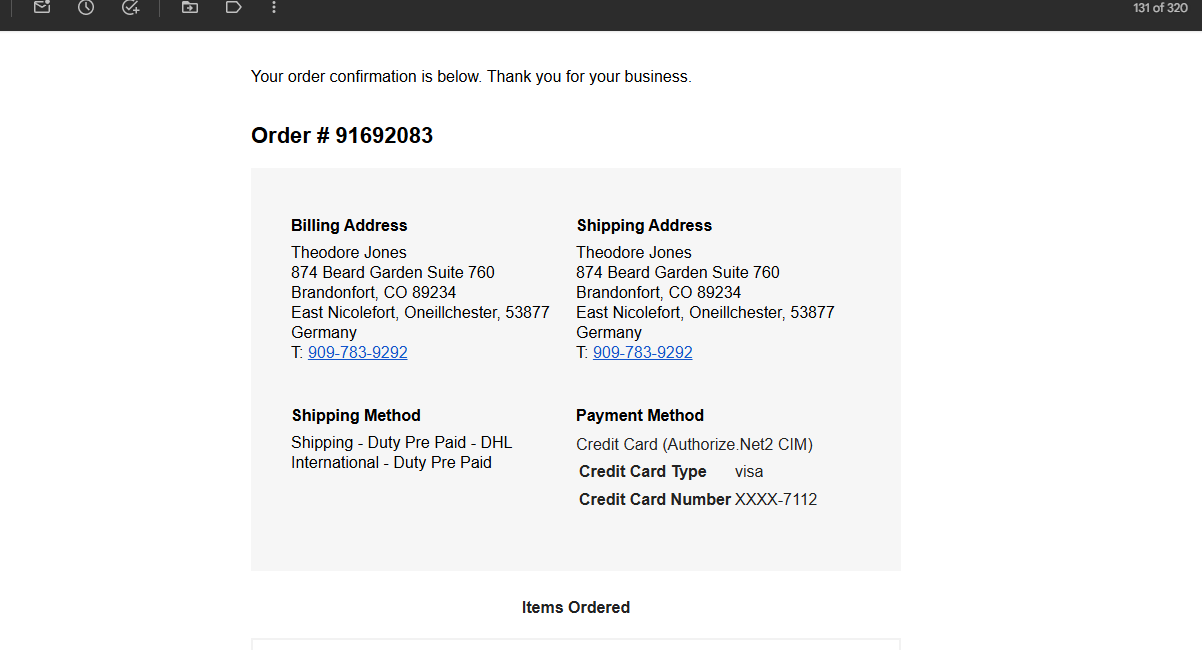 131 of 320
Your order confirmation is below. Thank you for your business.
Order # 91692083
Billing Address
Theodore Jones
874 Beard Garden Suite 760
Brandonfort, CO 89234
East Nicolefort, Oneillchester, 53877
Germany
T: 909-783-9292
Shipping Address
Theodore Jones
874 Beard Garden Suite 760
Brandonfort, CO 89234
East Nicolefort, Oneillchester, 53877
Germany
T: 909-783-9292
Shipping Method
Shipping - Duty Pre Paid - DHL
International - Duty Pre Paid
Payment Method
Credit Card (Authorize.Net2 CIM)
Credit Card Type visa
Credit Card Number XXXX-7112
Items Ordered